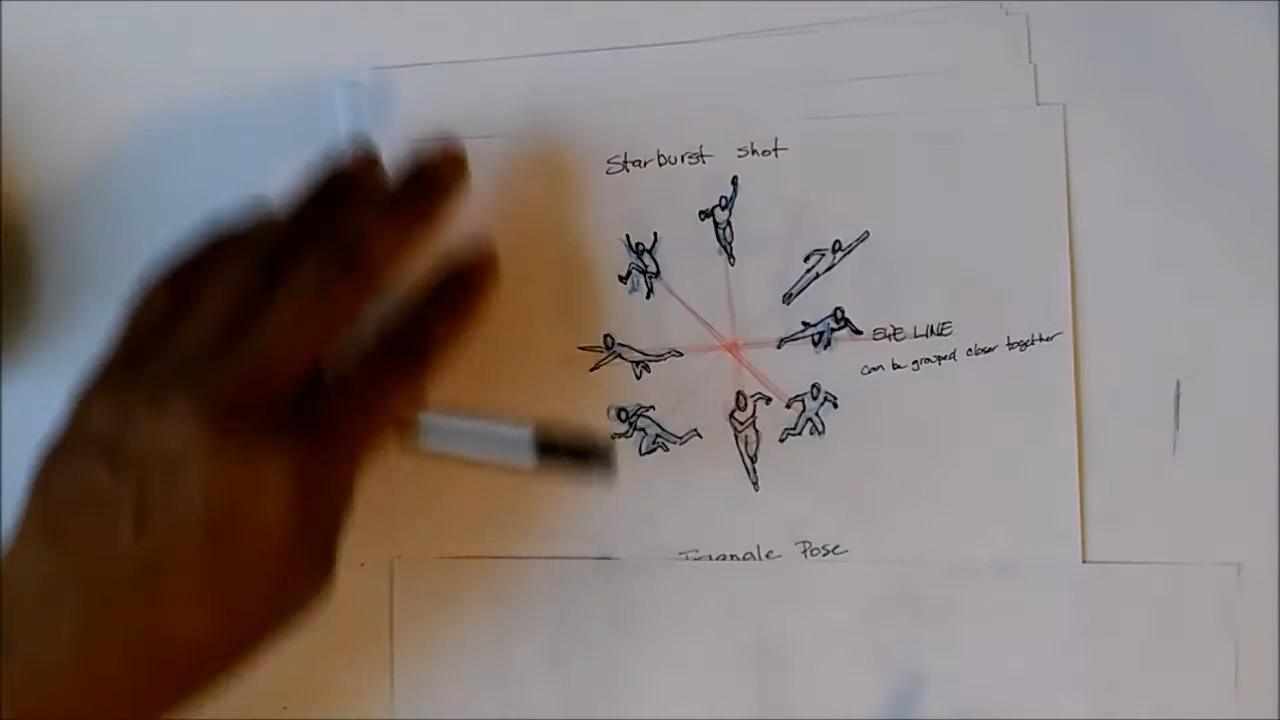 Starburst shot
EYE LINE
can be grouped closer together
Triangle Pose